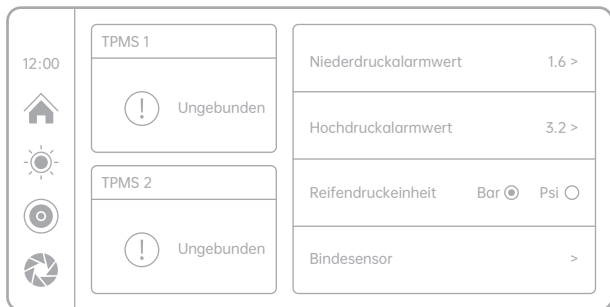 12:00
TPMS 1
Ungebunden
TPMS 2
Ungebunden
Niederdruckalarmwert 1.6 >
Hochdruckalarmwert 3.2 >
Reifendruckeinheit Bar Psi
Bindesensor >